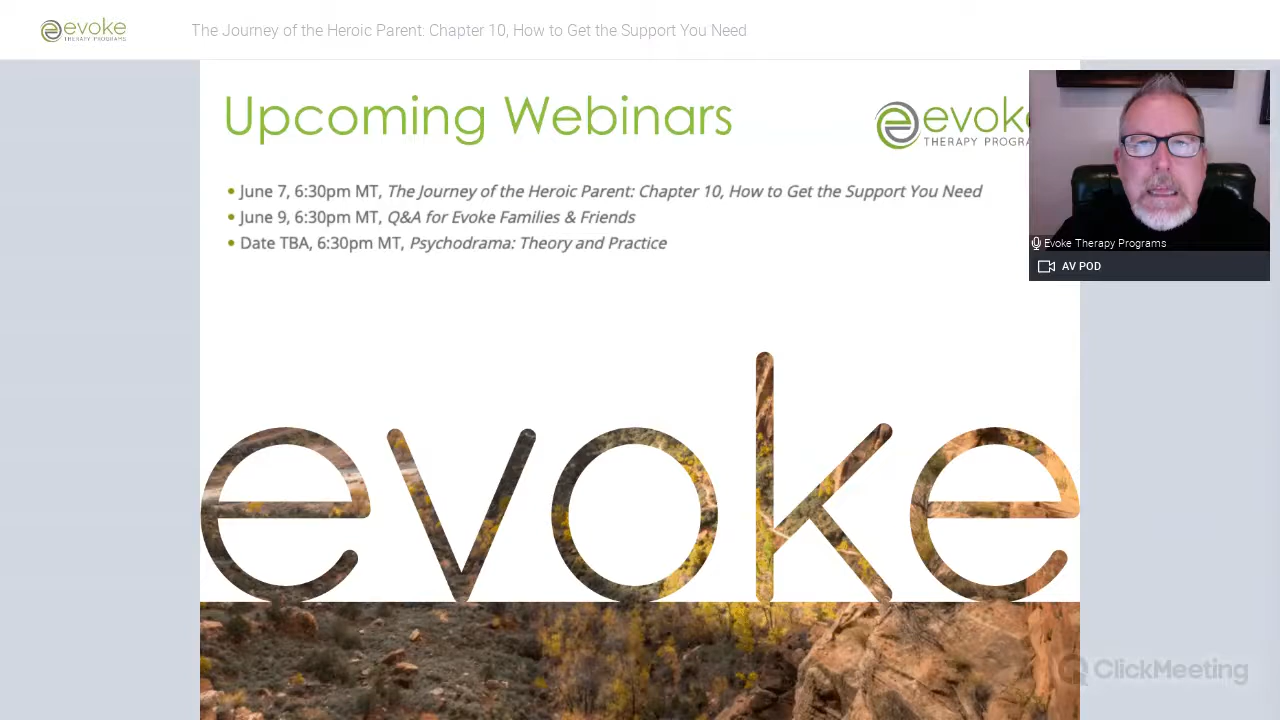 evoke
THERAPY PROGRAMS
The Journey of the Heroic Parent: Chapter 10, How to Get the Support You Need
Upcoming Webinars
evoke
THERAPY PROGRA
• June 7, 6:30pm MT, The Journey of the Heroic Parent: Chapter 10, How to Get the Support You Need
• June 9, 6:30pm MT, Q&A for Evoke Families & Friends
• Date TBA, 6:30pm MT, Psychodrama: Theory and Practice
Evoke Therapy Programs
AV POD
evoke
ClickMeeting